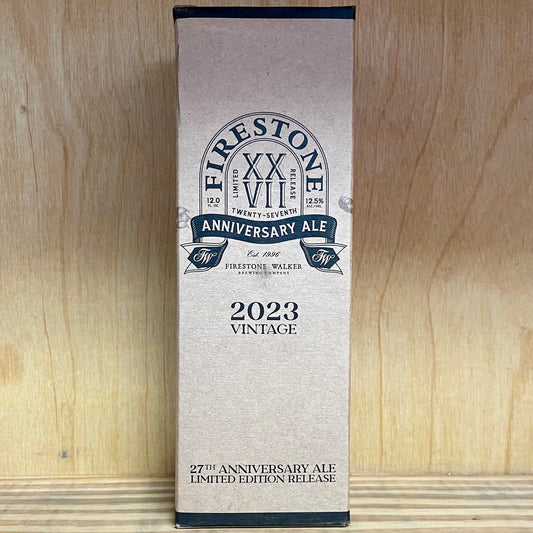 FIRESTONE
LIMITED
XX
VII
RELEASE
12.0
FL. OZ.
12.5%
ALC./VOL.
TWENTY-SEVENTH
ANNIVERSARY ALE
FW
Est. 1996
FW
FIRESTONE WALKER
BREWING COMPANY
2023
VINTAGE
27TH ANNIVERSARY ALE
LIMITED EDITION RELEASE